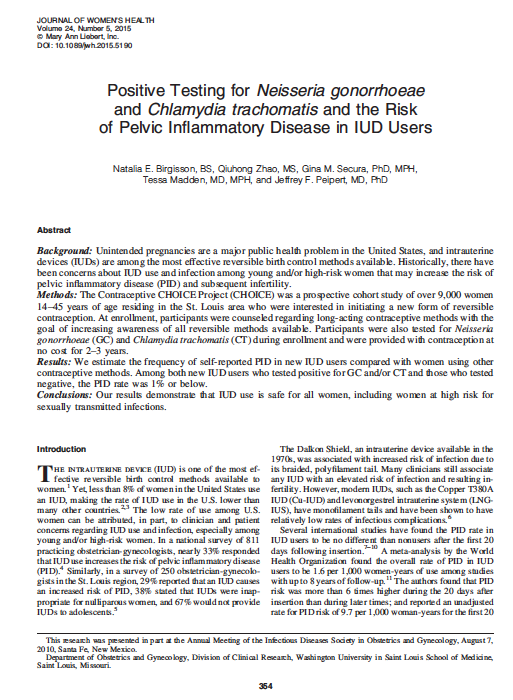 JOURNAL OF WOMEN'S HEALTH
Volume 24, Number 5, 2015
© Mary Ann Liebert, Inc.
DOI: 10.1089/jwh.2015.5190
Positive Testing for Neisseria gonorrhoeae
and Chlamydia trachomatis and the Risk
of Pelvic Inflammatory Disease in IUD Users
Natalia E. Birgisson, BS, Qiuhong Zhao, MS, Gina M. Secura, PhD, MPH,
Tessa Madden, MD, MPH, and Jeffrey F. Peipert, MD, PhD
Abstract
Background: Unintended pregnancies are a major public health problem in the United States, and intrauterine
devices (IUDs) are among the most effective reversible birth control methods available. Historically, there have
been concerns about IUD use and infection among young and/or high-risk women that may increase the risk of
pelvic inflammatory disease (PID) and subsequent infertility.
Methods: The Contraceptive CHOICE Project (CHOICE) was a prospective cohort study of over 9,000 women
14–45 years of age residing in the St. Louis area who were interested in initiating a new form of reversible
contraception. At enrollment, participants were counseled regarding long-acting contraceptive methods with the
goal of increasing awareness of all reversible methods available. Participants were also tested for Neisseria
gonorrhoeae (GC) and Chlamydia trachomatis (CT) during enrollment and were provided with contraception at
no cost for 2–3 years.
Results: We estimate the frequency of self-reported PID in new IUD users compared with women using other
contraceptive methods. Among both new IUD users who tested positive for GC and/or CT and those who tested
negative, the PID rate was 1% or below.
Conclusions: Our results demonstrate that IUD use is safe for all women, including women at high risk for
sexually transmitted infections.
Introduction
The intrauterine device (IUD) is one of the most ef-
fective reversible birth control methods available to
women.1 Yet, less than 8% of women in the United States use
an IUD, making the rate of IUD use in the U.S. lower than
many other countries.2,3 The low rate of use among U.S.
women can be attributed, in part, to clinician and patient
concerns regarding IUD use and infection, especially among
young and/or high-risk women. In a national survey of 811
practicing obstetrician-gynecologists, nearly 33% responded
that IUD use increases the risk of pelvic inflammatory disease
(PID).4 Similarly, in a survey of 250 obstetrician-gynecolo-
gists in the St. Louis region, 29% reported that an IUD causes
an increased risk of PID, 38% stated that IUDs were inap-
propriate for nulliparous women, and 67% would not provide
IUDs to adolescents.5
The Dalkon Shield, an intrauterine device available in the
1970s, was associated with increased risk of infection due to
its braided, polyfilament tail. Many clinicians still associate
any IUD with an elevated risk of infection and resulting in-
fertility. However, modern IUDs, such as the Copper T380A
IUD (Cu-IUD) and levonorgestrel intrauterine system (LNG-
IUS), have monofilament tails and have been shown to have
relatively low rates of infectious complications.6
Several international studies have found the PID rate in
IUD users to be no different than nonusers after the first 20
days following insertion.7–10 A meta-analysis by the World
Health Organization found the overall rate of PID in IUD
users to be 1.6 per 1,000 women-years of use among studies
with up to 8 years of follow-up.11 The authors found that PID
risk was more than 6 times higher during the 20 days after
insertion than during later times; and reported an unadjusted
rate for PID risk of 9.7 per 1,000 woman-years for the first 20
This research was presented in part at the Annual Meeting of the Infectious Diseases Society in Obstetrics and Gynecology, August 7,
2010, Santa Fe, New Mexico.
Department of Obstetrics and Gynecology, Division of Clinical Research, Washington University in Saint Louis School of Medicine,
Saint Louis, Missouri.
354